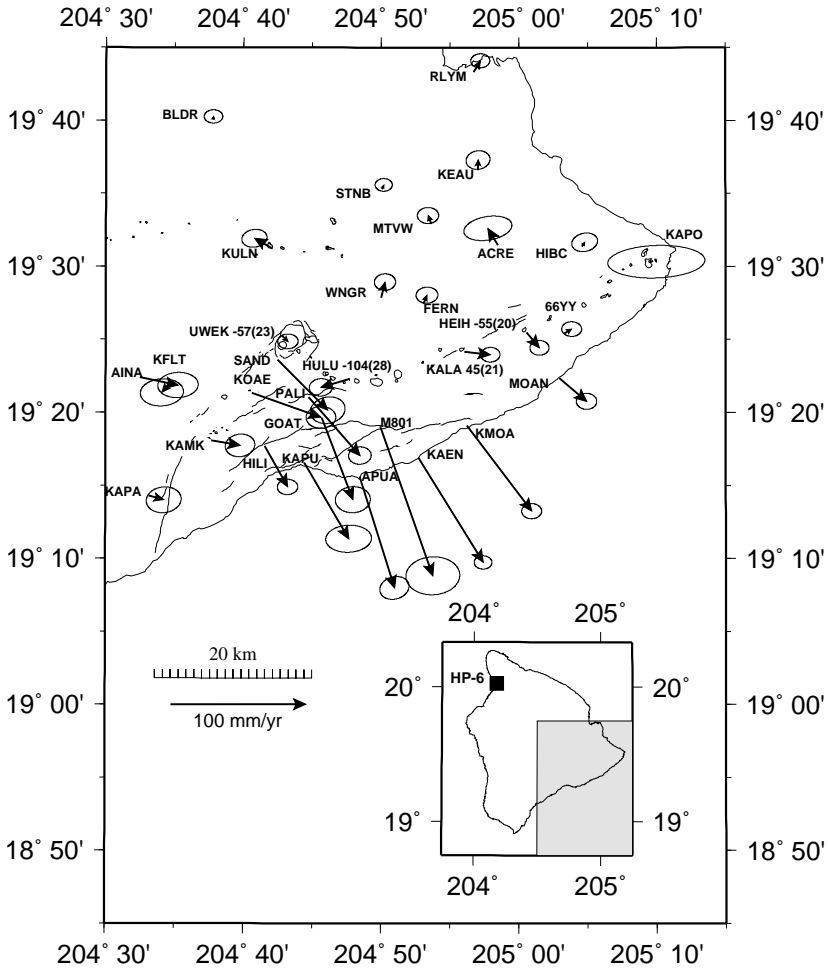 204˚ 30' 204˚ 40' 204˚ 50' 205˚ 00' 205˚ 10'
RLYM
19˚ 40' BLDR 19˚ 40'
KEAU
STNB
MTVW
KAPO
KULN ACRE HIBC
19˚ 30' 19˚ 30'
WNGR
FERN 66YY
HEIH -55(20)
UWEK -57(23)
SAND HULU -104(28)
KFLT
AINA KALA 45(21)
KOAE MOAN
PALI
19˚ 20' 19˚ 20'
GOAT M801
KMOA
KAMK
HILI KAPU KAEN
APUA
KAPA
19˚ 10' 19˚ 10'
204˚ 205˚
20 km
HP-6
20˚ 20˚
19˚ 00' 19˚ 00'
100 mm/yr
19˚ 19˚
18˚ 50' 18˚ 50'
204˚ 205˚
204˚ 30' 204˚ 40' 204˚ 50' 205˚ 00' 205˚ 10'